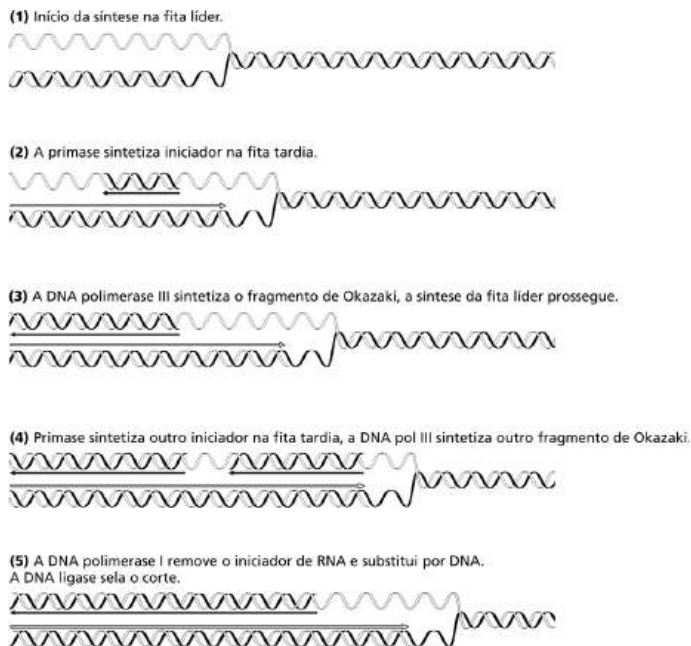 (1) Início da síntese na fita líder.
(2) A primase sintetiza iniciador na fita tardia.
(3) A DNA polimerase III sintetiza o fragmento de Okazaki, a síntese da fita líder prossegue.
(4) Primase sintetiza outro iniciador na fita tardia, a DNA pol III sintetiza outro fragmento de Okazaki.
(5) A DNA polimerase I remove o iniciador de RNA e substitui por DNA.
A DNA ligase sela o corte.